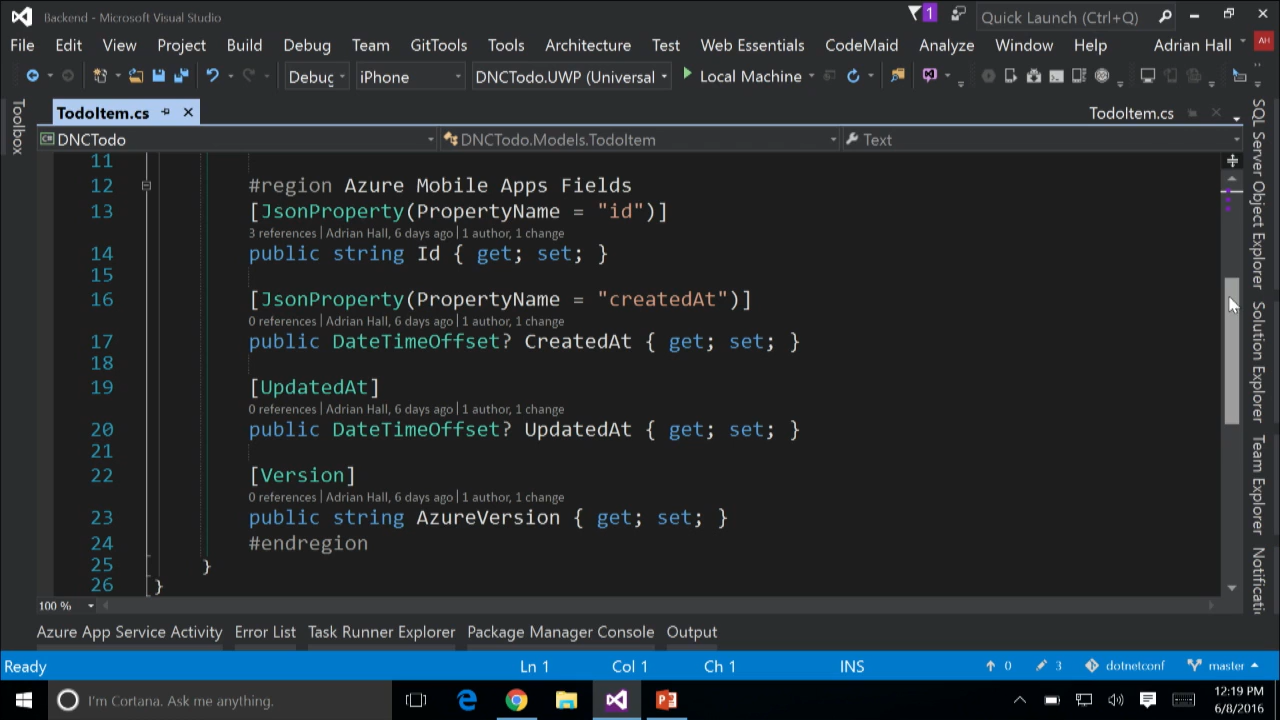 Backend - Microsoft Visual Studio
1
Quick Launch (Ctrl+Q)
File Edit View Project Build Debug Team GitTools Tools Architecture Test Web Essentials CodeMaid Analyze Window Help Adrian Hall AH
Debug iPhone DNCTodo.UWP (Universal Local Machine
Toolbox
TodoItem.cs
TodoItem.cs
DNCTodo
DNCTodo.Models.TodoItem
Text
11
12 #region Azure Mobile Apps Fields
13 [JsonProperty(PropertyName = "id")]
3 references | Adrian Hall, 6 days ago | 1 author, 1 change
14 public string Id { get; set; }
15
16 [JsonProperty(PropertyName = "createdAt")]
0 references | Adrian Hall, 6 days ago | 1 author, 1 change
17 public DateTimeOffset? CreatedAt { get; set; }
18
19 [UpdatedAt]
0 references | Adrian Hall, 6 days ago | 1 author, 1 change
20 public DateTimeOffset? UpdatedAt { get; set; }
21
22 [Version]
0 references | Adrian Hall, 6 days ago | 1 author, 1 change
23 public string AzureVersion { get; set; }
24 #endregion
25 }
26 }
SQL Server Object Explorer
Solution Explorer
Team Explorer
Notificati
100 %
Azure App Service Activity Error List Task Runner Explorer Package Manager Console Output
Ready Ln 1 Col 1 Ch 1 INS 0 3 dotnetconf master
I'm Cortana. Ask me anything.
12:19 PM
6/8/2016